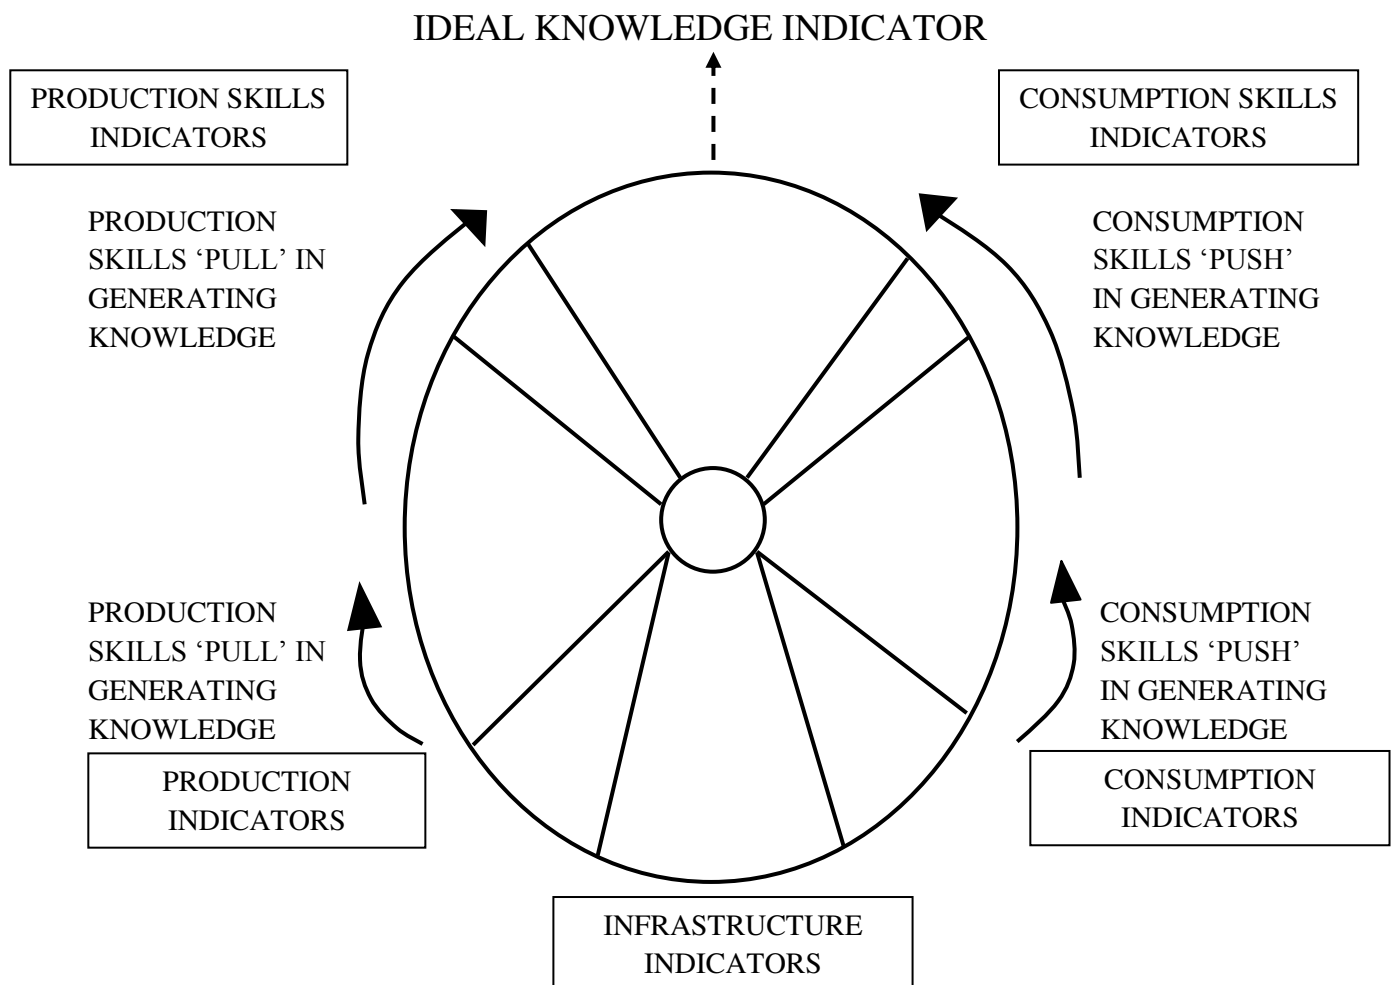 IDEAL KNOWLEDGE INDICATOR
PRODUCTION SKILLS
INDICATORS
CONSUMPTION SKILLS
INDICATORS
PRODUCTION
SKILLS ‘PULL’ IN
GENERATING
KNOWLEDGE
CONSUMPTION
SKILLS ‘PUSH’
IN GENERATING
KNOWLEDGE
PRODUCTION
SKILLS ‘PULL’ IN
GENERATING
KNOWLEDGE
CONSUMPTION
SKILLS ‘PUSH’
IN GENERATING
KNOWLEDGE
PRODUCTION
INDICATORS
CONSUMPTION
INDICATORS
INFRASTRUCTURE
INDICATORS